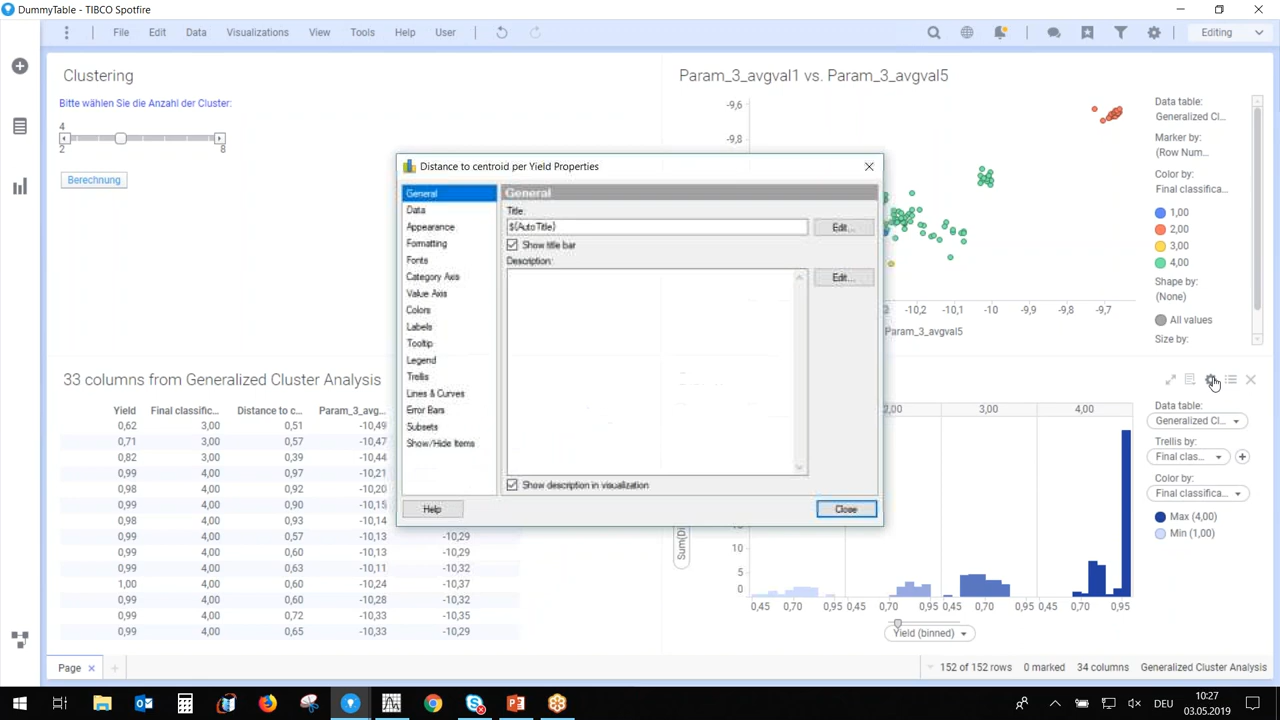 DummyTable - TIBCO Spotfire
File Edit Data Visualizations View Tools Help User Editing
Clustering
Bitte wählen Sie die Anzahl der Cluster:
4
2 8
Berechnung
Param_3_avgval1 vs. Param_3_avgval5
-9,6
-9,8
-10,2 -10,1 -10 -9,9 -9,8 -9,7
Param_3_avgval5
Data table:
Generalized Cl...
Marker by:
(Row Num...
Color by:
Final classifica...
1,00
2,00
3,00
4,00
Shape by:
(None)
All values
Size by:
Distance to centroid per Yield Properties
General
Data
Appearance
Formatting
Fonts
Category Axis
Value Axis
Colors
Labels
Tooltip
Legend
Trellis
Lines & Curves
Error Bars
Subsets
Show/Hide Items
General
Title:
${AutoTitle}
Edit...
Show title bar
Description:
Edit...
Show description in visualization
Help
Close
33 columns from Generalized Cluster Analysis
Yield Final classific... Distance to c... Param_3_avg...
0,62 3,00 0,51 -10,49
0,71 3,00 0,57 -10,47
0,82 3,00 0,39 -10,44
0,99 4,00 0,97 -10,21
0,98 4,00 0,92 -10,20
0,99 4,00 0,90 -10,15
0,98 4,00 0,93 -10,14
0,99 4,00 0,57 -10,13 -10,29
0,99 4,00 0,60 -10,13 -10,32
0,99 4,00 0,63 -10,11 -10,32
1,00 4,00 0,60 -10,24 -10,37
0,99 4,00 0,60 -10,28 -10,32
0,99 4,00 0,72 -10,33 -10,35
0,99 4,00 0,65 -10,33 -10,29
2,00 3,00 4,00
Sum(Di
10
5
0
0,45 0,70 0,95 0,45 0,70 0,95 0,45 0,70 0,95 0,45 0,70 0,95
Yield (binned)
Data table:
Generalized Cl...
Trellis by:
Final clas...
Color by:
Final classifica...
Max (4,00)
Min (1,00)
Page
152 of 152 rows 0 marked 34 columns Generalized Cluster Analysis
DEU
10:27
03.05.2019